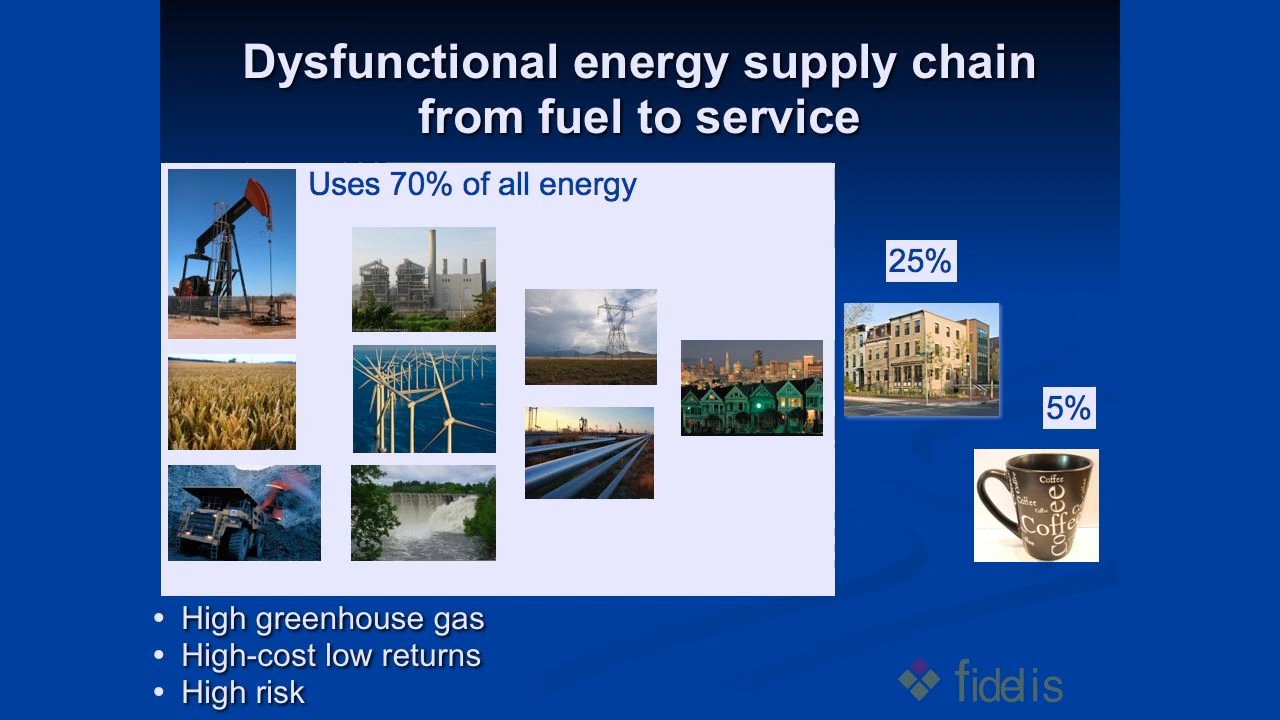 Dysfunctional energy supply chain
from fuel to service
Uses 70% of all energy
25%
5%
Coffee
Coffee
Coffee
Coffee
• High greenhouse gas
• High-cost low returns
• High risk
fidelis